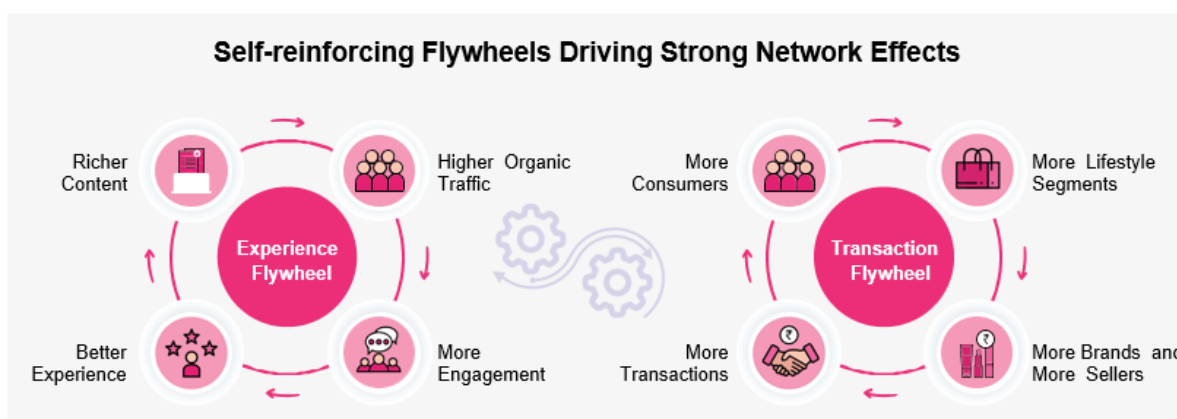 Self-reinforcing Flywheels Driving Strong Network Effects
Richer
Content
Higher Organic
Traffic
Experience
Flywheel
Better
Experience
More
Engagement
More
Consumers
More Lifestyle
Segments
Transaction
Flywheel
₹
More
Transactions
₹
More Brands and
More Sellers